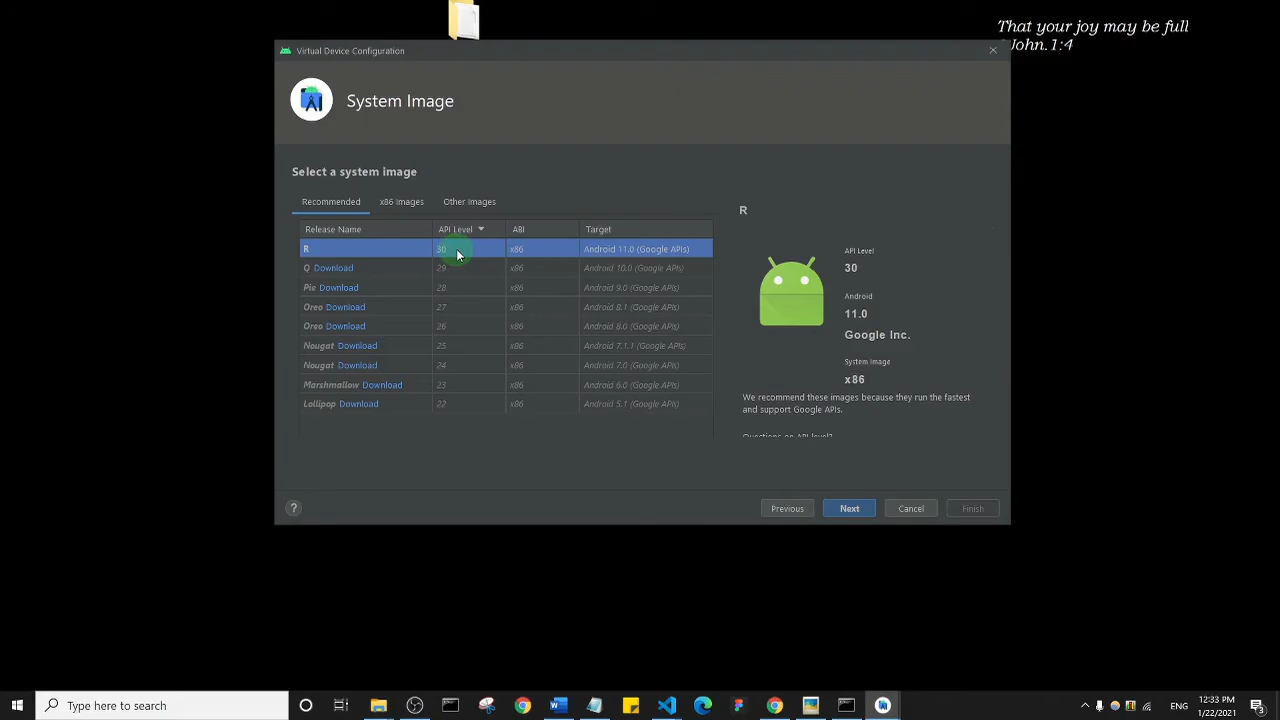 That your joy may be full
John.1:4
Virtual Device Configuration
System Image
Select a system image
Recommended x86 Images Other Images
Release Name API Level ABI Target
R 30 x86 Android 11.0 (Google APIs)
Q Download 29 x86 Android 10.0 (Google APIs)
Pie Download 28 x86 Android 9.0 (Google APIs)
Oreo Download 27 x86 Android 8.1 (Google APIs)
Oreo Download 26 x86 Android 8.0 (Google APIs)
Nougat Download 25 x86 Android 7.1.1 (Google APIs)
Nougat Download 24 x86 Android 7.0 (Google APIs)
Marshmallow Download 23 x86 Android 6.0 (Google APIs)
Lollipop Download 22 x86 Android 5.1 (Google APIs)
R
API Level
30
Android
11.0
Google Inc.
System Image
x86
We recommend these images because they run the fastest
and support Google APIs.
Questions on API level?
? Previous Next Cancel Finish
Type here to search
ENG
12:33 PM
1/22/2021